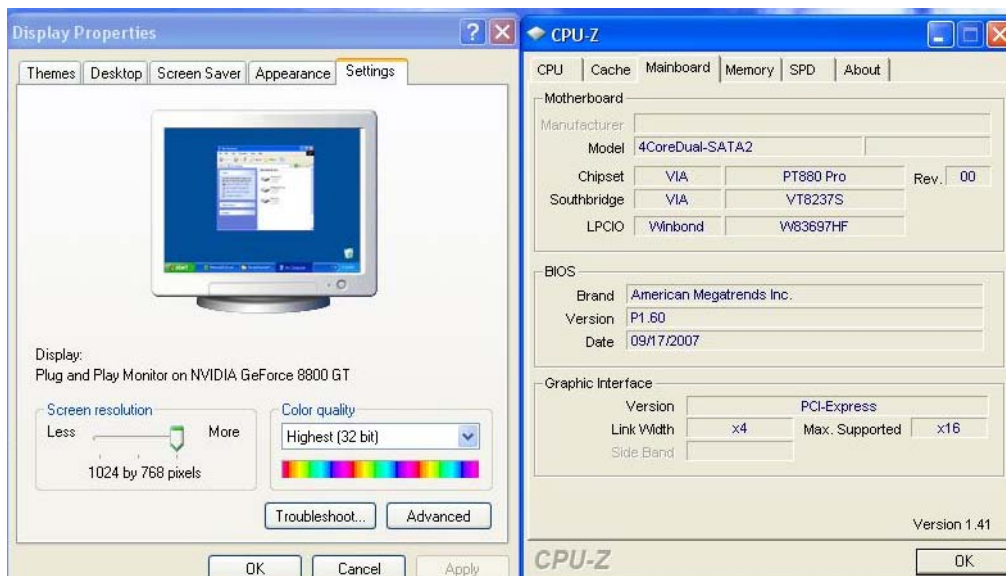 Display Properties
Themes Desktop Screen Saver Appearance Settings
Display:
Plug and Play Monitor on NVIDIA GeForce 8800 GT
Screen resolution
Less More
1024 by 768 pixels
Color quality
Highest (32 bit)
Troubleshoot... Advanced
OK Cancel Apply
CPU-Z
CPU Cache Mainboard Memory SPD About
Motherboard
Manufacturer
Model 4CoreDual-SATA2
Chipset VIA PT880 Pro Rev. 00
Southbridge VIA VT8237S
LPCIO Winbond W83697HF
BIOS
Brand American Megatrends Inc.
Version P1.60
Date 09/17/2007
Graphic Interface
Version PCI-Express
Link Width x4 Max. Supported x16
Side Band
Version 1.41
CPU-Z OK